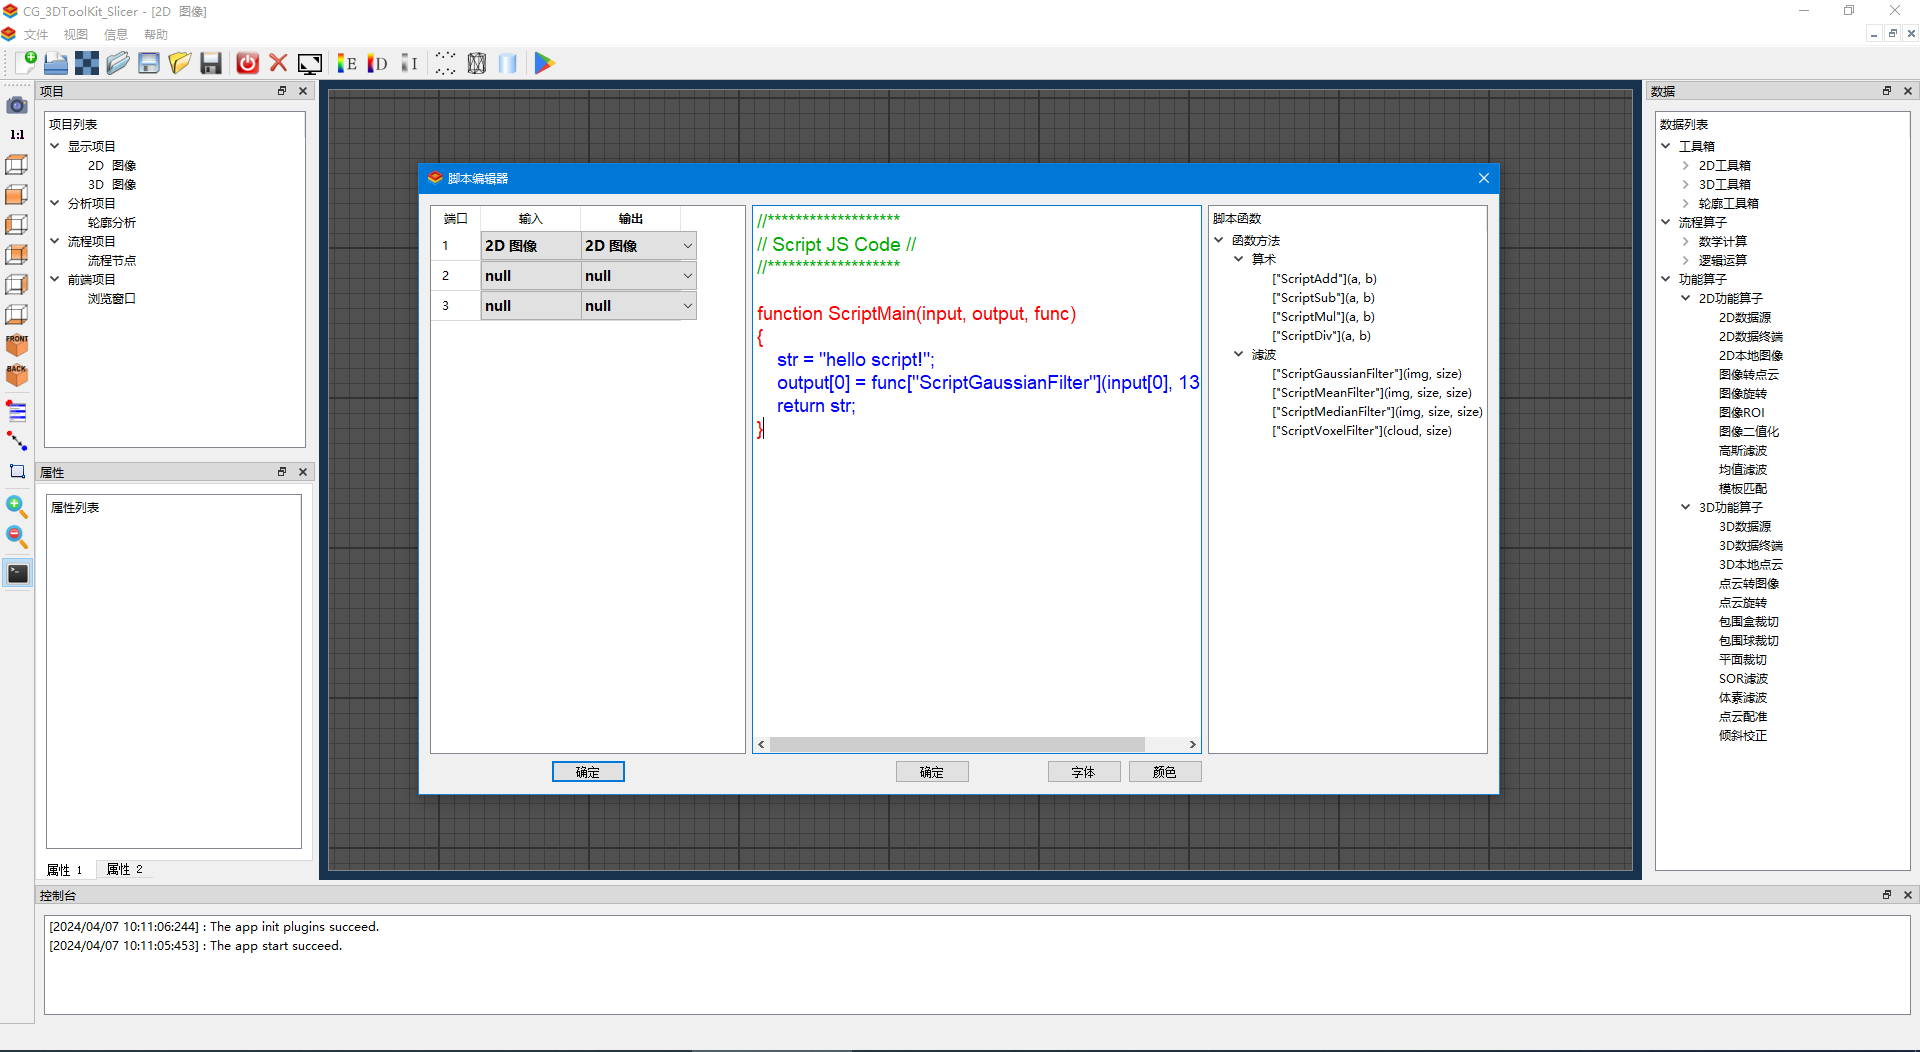 CG_3DToolKit_Slicer - [2D 图像]
文件 视图 信息 帮助
E D I
项目
1:1
项目列表
显示项目
2D 图像
3D 图像
分析项目
轮廓分析
流程项目
流程节点
前端项目
浏览窗口
FRONT
BACK
属性
属性列表
属性 1 属性 2
脚本编辑器
端口 输入 输出
1 2D 图像 2D 图像
2 null null
3 null null
确定
//*******************
// Script JS Code //
//*******************
function ScriptMain(input, output, func)
{
str = "hello script!";
output[0] = func["ScriptGaussianFilter"](input[0], 13
return str;
}
确定 字体 颜色
脚本函数
函数方法
算术
["ScriptAdd"](a, b)
["ScriptSub"](a, b)
["ScriptMul"](a, b)
["ScriptDiv"](a, b)
滤波
["ScriptGaussianFilter"](img, size)
["ScriptMeanFilter"](img, size, size)
["ScriptMedianFilter"](img, size, size)
["ScriptVoxelFilter"](cloud, size)
数据
数据列表
工具箱
2D工具箱
3D工具箱
轮廓工具箱
流程算子
数学计算
逻辑运算
功能算子
2D功能算子
2D数据源
2D数据终端
2D本地图像
图像转点云
图像旋转
图像ROI
图像二值化
高斯滤波
均值滤波
模板匹配
3D功能算子
3D数据源
3D数据终端
3D本地点云
点云转图像
点云旋转
包围盒裁切
包围球裁切
平面裁切
SOR滤波
体素滤波
点云配准
倾斜校正
控制台
[2024/04/07 10:11:06:244] : The app init plugins succeed.
[2024/04/07 10:11:05:453] : The app start succeed.